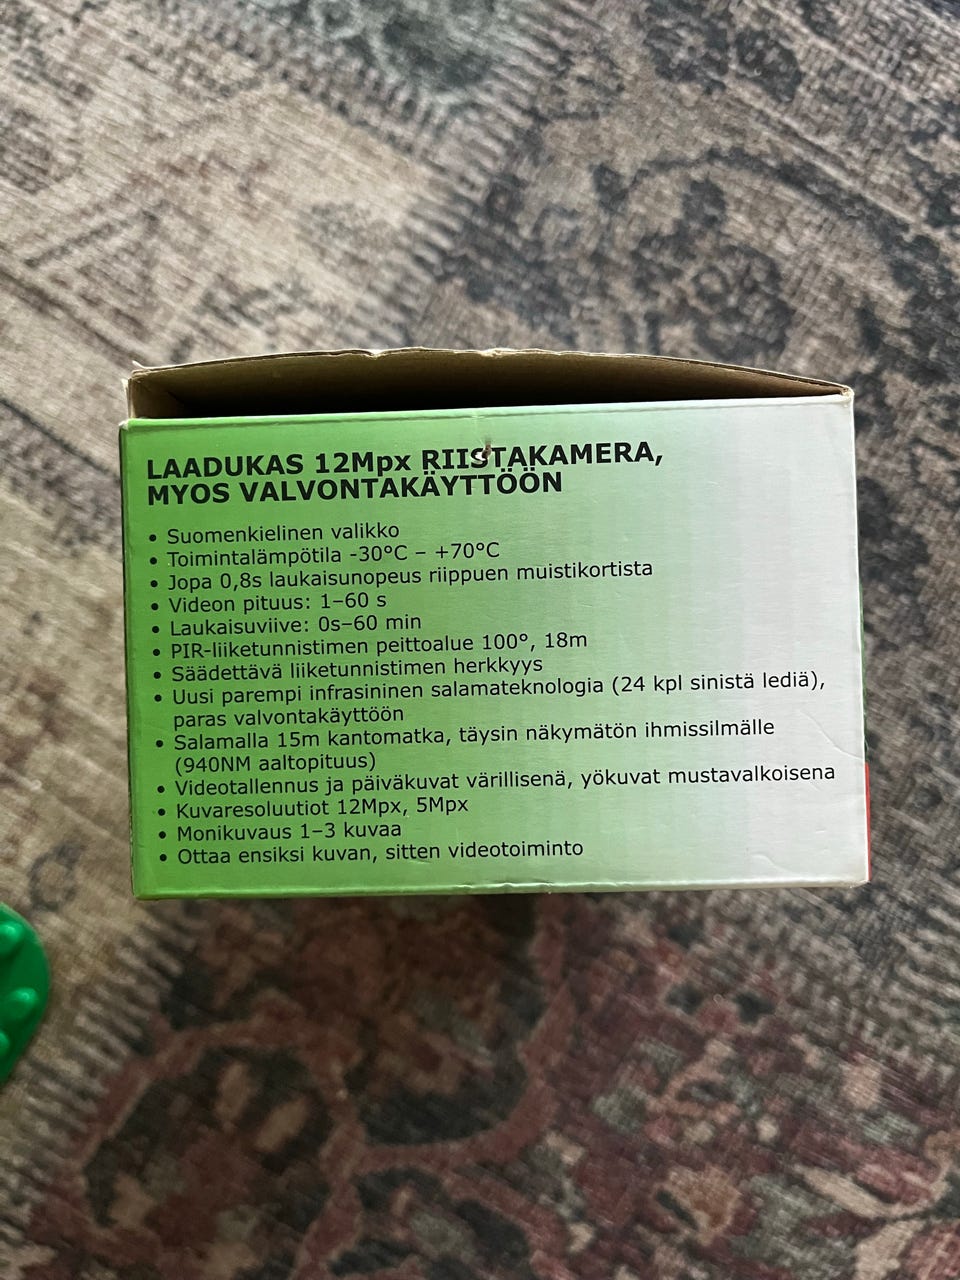 LAADUKAS 12Mpx RIISTAKAMERA,
MYOS VALVONTAKÄYTTÖÖN
• Suomenkielinen valikko
• Toimintalämpötila -30°C – +70°C
• Jopa 0,8s laukaisunopeus riippuen muistikortista
• Videon pituus: 1–60 s
• Laukaisuviive: 0s–60 min
• PIR-liiketunnistimen peittoalue 100°, 18m
• Säädettävä liiketunnistimen herkkyys
• Uusi parempi infrasininen salamateknologia (24 kpl sinistä lediä),
paras valvontakäyttöön
• Salamalla 15m kantomatka, täysin näkymätön ihmissilmälle
(940NM aaltopituus)
• Videotallennus ja päiväkuvat värillisenä, yökuvat mustavalkoisena
• Kuvaresoluutiot 12Mpx, 5Mpx
• Monikuvaus 1–3 kuvaa
• Ottaa ensiksi kuvan, sitten videotoiminto